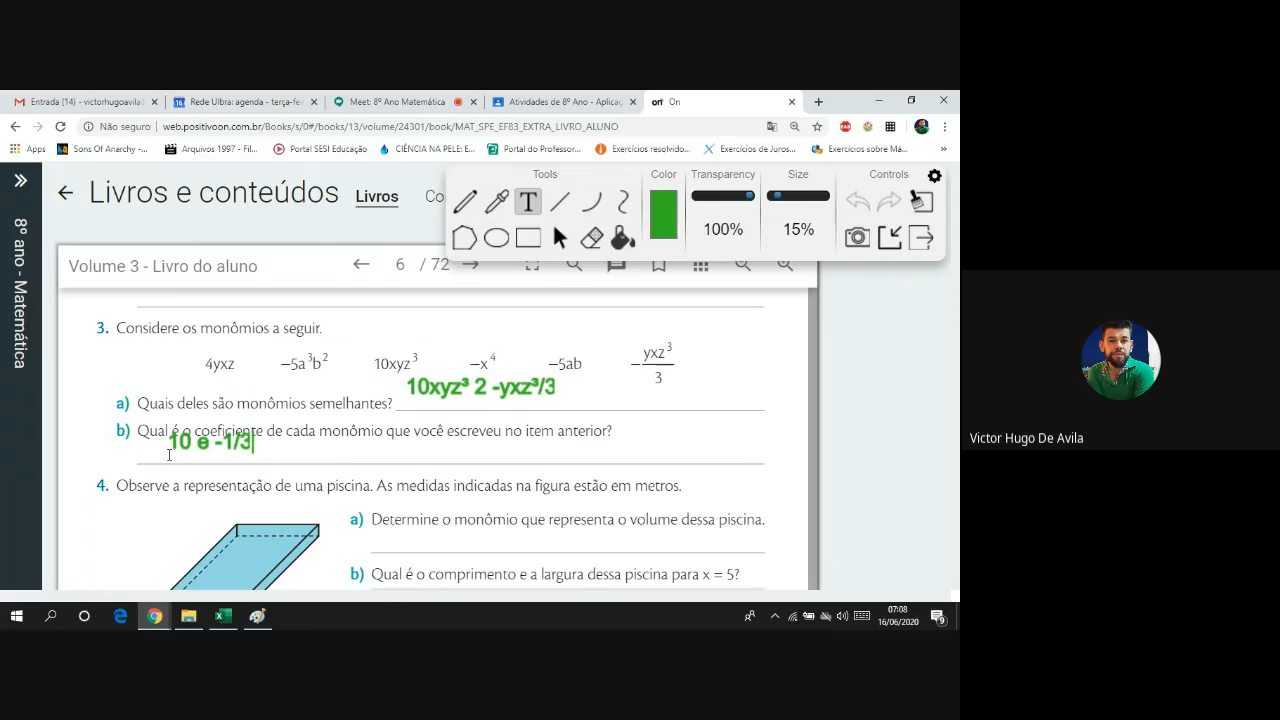 Entrada (14) - victorhugoavila
Rede Ulbra: agenda - terça-fei
Meet: 8º Ano Matemática
Atividades de 8º Ano - Aplicaç
On
Não seguro
web.positivoon.com.br/Books/s/0#/books/13/volume/24301/book/MAT_SPE_EF83_EXTRA_LIVRO_ALUNO
Apps
Sons Of Anarchy -...
Arquivos 1997 - Fil...
Portal SESI Educação
CIÊNCIA NA PELE: E...
Portal do Professor...
Exercícios resolvido...
Exercícios de Juros...
Exercícios sobre Má...
»
8º ano - Matemática
Livros e conteúdos
Livros
Co
Tools
Color
Transparency
Size
Controls
T
100%
15%
Volume 3 - Livro do aluno
6 / 72
3. Considere os monômios a seguir.
4yxz −5a³b² 10xyz³ −x⁴ −5ab −yxz³/3
10xyz³ 2 -yxz³/3
a) Quais deles são monômios semelhantes?
b) Qual é o coeficiente de cada monômio que você escreveu no item anterior?
10 e -1/3
4. Observe a representação de uma piscina. As medidas indicadas na figura estão em metros.
a) Determine o monômio que representa o volume dessa piscina.
b) Qual é o comprimento e a largura dessa piscina para x = 5?
07:08
16/06/2020
9
Victor Hugo De Avila